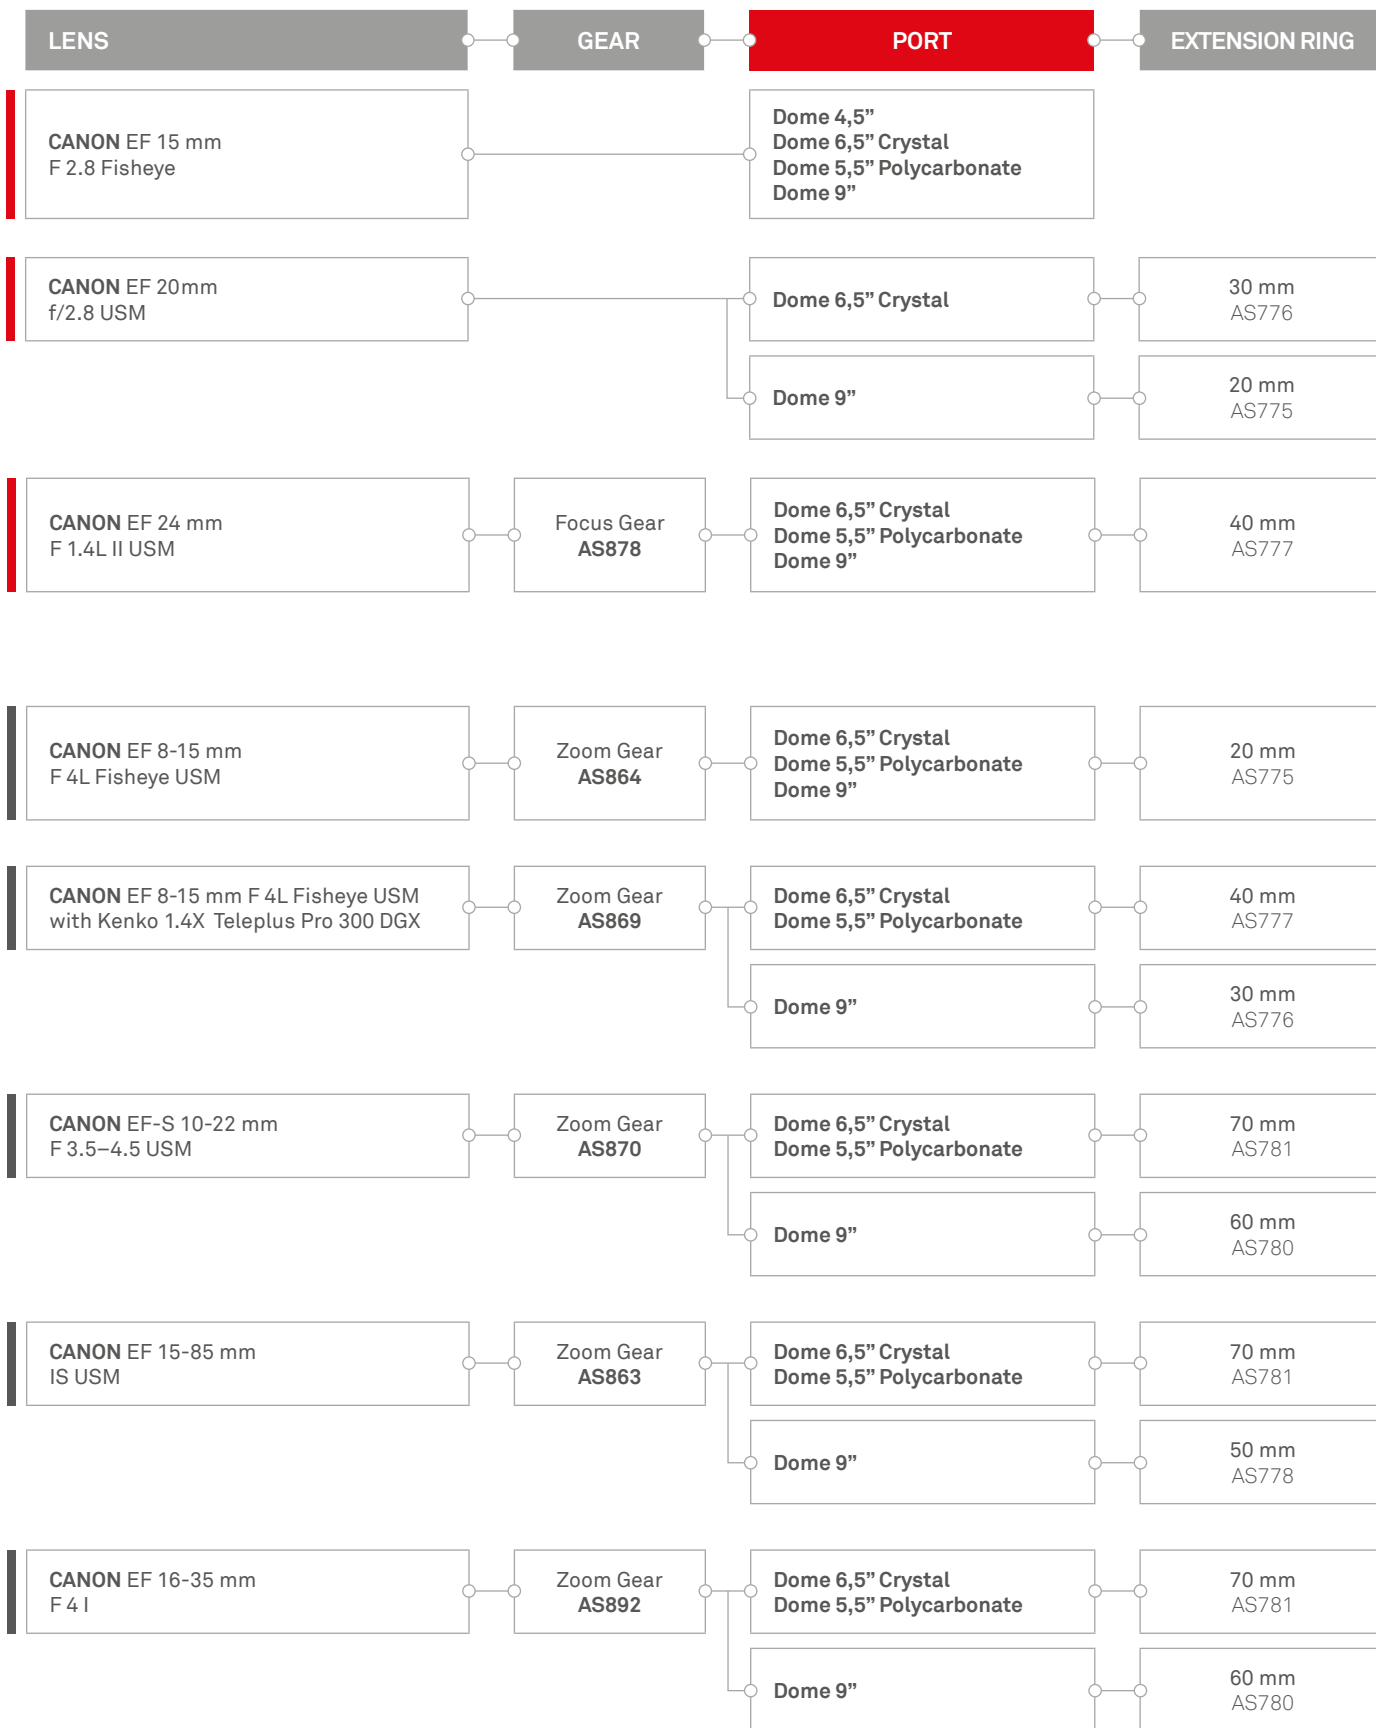 LENS GEAR PORT EXTENSION RING
CANON EF 15 mm
F 2.8 Fisheye
Dome 4,5”
Dome 6,5” Crystal
Dome 5,5” Polycarbonate
Dome 9”
CANON EF 20mm
f/2.8 USM
Dome 6,5” Crystal
30 mm
AS776
Dome 9”
20 mm
AS775
CANON EF 24 mm
F 1.4L II USM
Focus Gear
AS878
Dome 6,5” Crystal
Dome 5,5” Polycarbonate
Dome 9”
40 mm
AS777
CANON EF 8-15 mm
F 4L Fisheye USM
Zoom Gear
AS864
Dome 6,5” Crystal
Dome 5,5” Polycarbonate
Dome 9”
20 mm
AS775
CANON EF 8-15 mm F 4L Fisheye USM
with Kenko 1.4X Teleplus Pro 300 DGX
Zoom Gear
AS869
Dome 6,5” Crystal
Dome 5,5” Polycarbonate
40 mm
AS777
Dome 9”
30 mm
AS776
CANON EF-S 10-22 mm
F 3.5–4.5 USM
Zoom Gear
AS870
Dome 6,5” Crystal
Dome 5,5” Polycarbonate
70 mm
AS781
Dome 9”
60 mm
AS780
CANON EF 15-85 mm
IS USM
Zoom Gear
AS863
Dome 6,5” Crystal
Dome 5,5” Polycarbonate
70 mm
AS781
Dome 9”
50 mm
AS778
CANON EF 16-35 mm
F 4 I
Zoom Gear
AS892
Dome 6,5” Crystal
Dome 5,5” Polycarbonate
70 mm
AS781
Dome 9”
60 mm
AS780